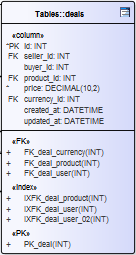 Tables::deals
«column»
*PK Id: INT
FK seller_id: INT
buyer_id: INT
FK product_id: INT
* price: DECIMAL(10,2)
FK currency_id: INT
created_at: DATETIME
updated_at: DATETIME
«FK»
+ FK_deal_currency(INT)
+ FK_deal_product(INT)
+ FK_deal_user(INT)
«index»
+ IXFK_deal_product(INT)
+ IXFK_deal_user(INT)
+ IXFK_deal_user_02(INT)
«PK»
+ PK_deal(INT)